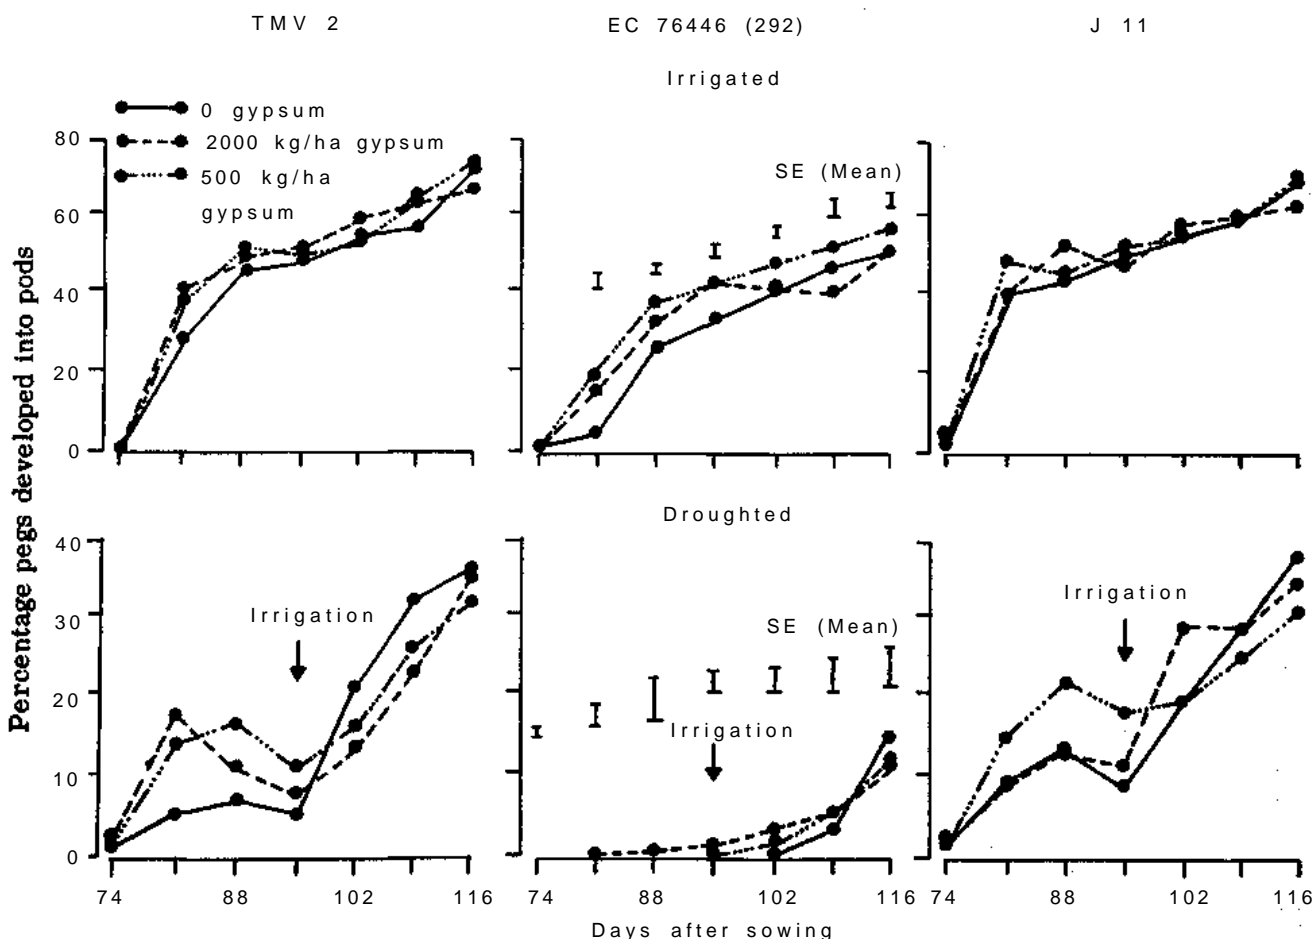 TMV 2
EC 76446 (292)
J 11
Irrigated
0 gypsum
2000 kg/ha gypsum
500 kg/ha
gypsum
SE (Mean)
80
60
40
20
0
Percentage pegs developed into pods
Droughted
40
30
20
10
0
Irrigation
SE (Mean)
Irrigation
Irrigation
74
88
102
116
74
88
102
116
74
88
102
116
Days after sowing